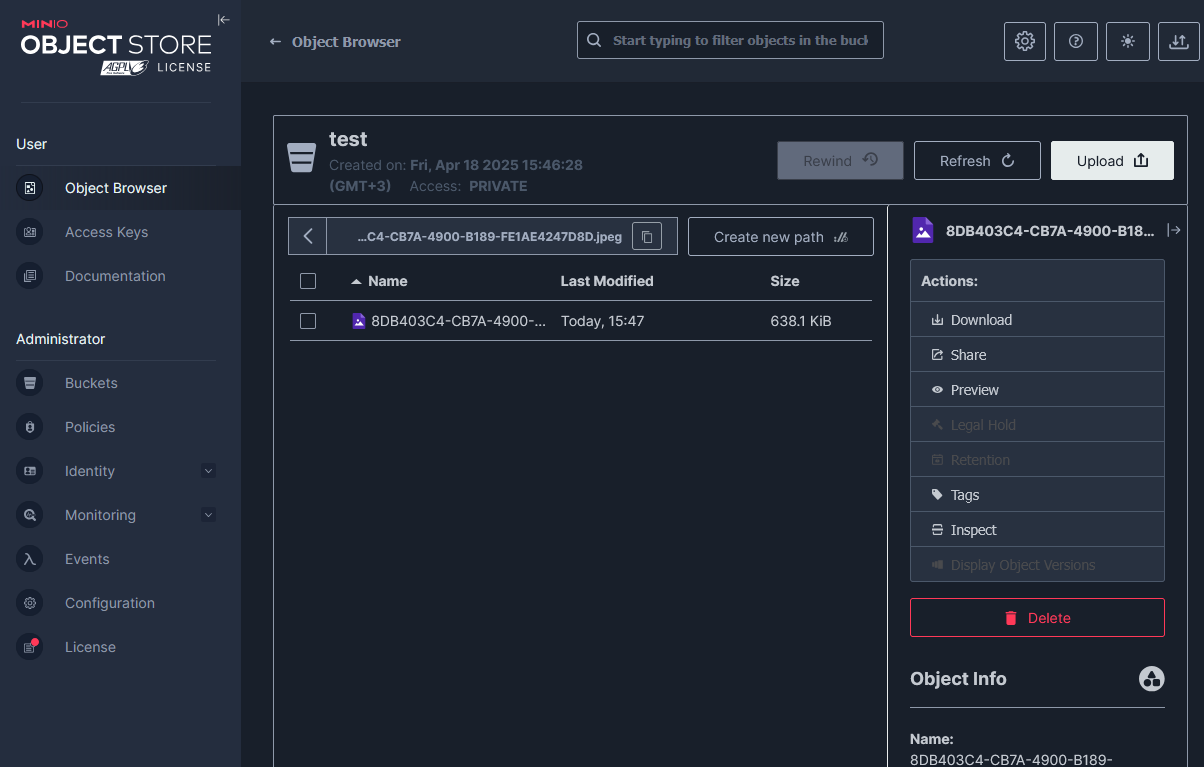 MINIO
OBJECT STORE
AGPL v3 LICENSE
User
Object Browser
Access Keys
Documentation
Administrator
Buckets
Policies
Identity
Monitoring
Events
Configuration
License
Object Browser
Start typing to filter objects in the buck
test
Created on: Fri, Apr 18 2025 15:46:28
(GMT+3) Access: PRIVATE
Rewind
Refresh
Upload
...C4-CB7A-4900-B189-FE1AE4247D8D.jpeg
Create new path
Name Last Modified Size
8DB403C4-CB7A-4900-... Today, 15:47 638.1 KiB
8DB403C4-CB7A-4900-B18...
Actions:
Download
Share
Preview
Legal Hold
Retention
Tags
Inspect
Display Object Versions
Delete
Object Info
Name:
8DB403C4-CB7A-4900-B189-